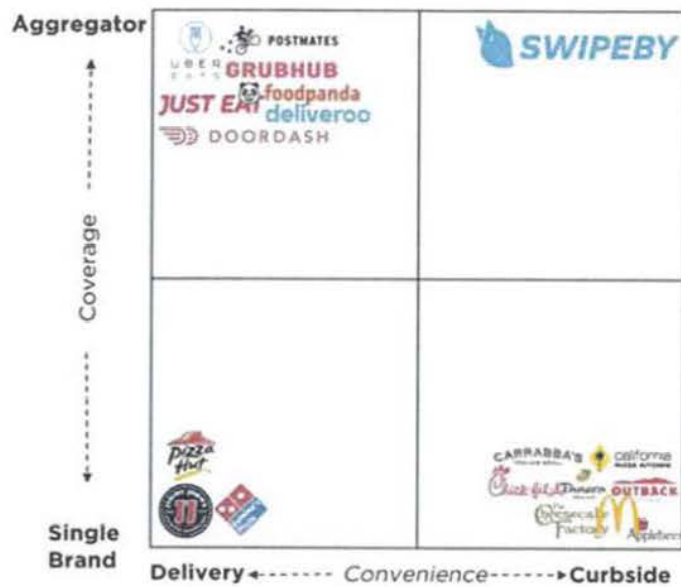 Aggregator
UBER
EATS
POSTMATES
GRUBHUB
JUST EAT
foodpanda
deliveroo
DOORDASH
SWIPEBY
Coverage
Pizza
Hut
CARRABBA'S
california
PIZZA KITCHEN
Chick-fil-A
Panera
OUTBACK
The
Cheesecake
Factory
Applebee's
Single
Brand
Delivery
Convenience
Curbside